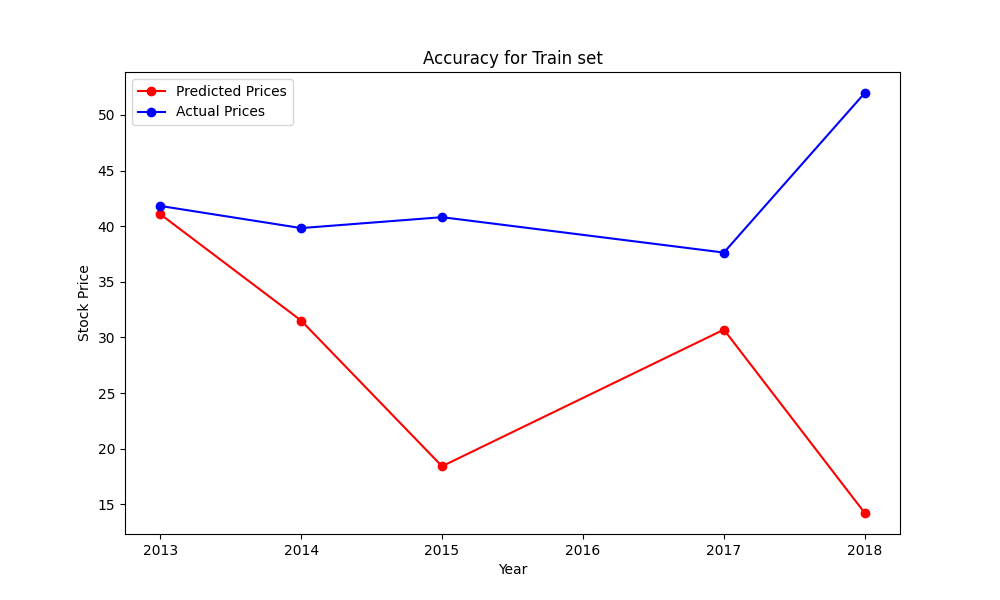 Accuracy for Train set
Predicted Prices
Actual Prices
50
45
40
35
30
25
20
15
Stock Price
2013 2014 2015 2016 2017 2018
Year